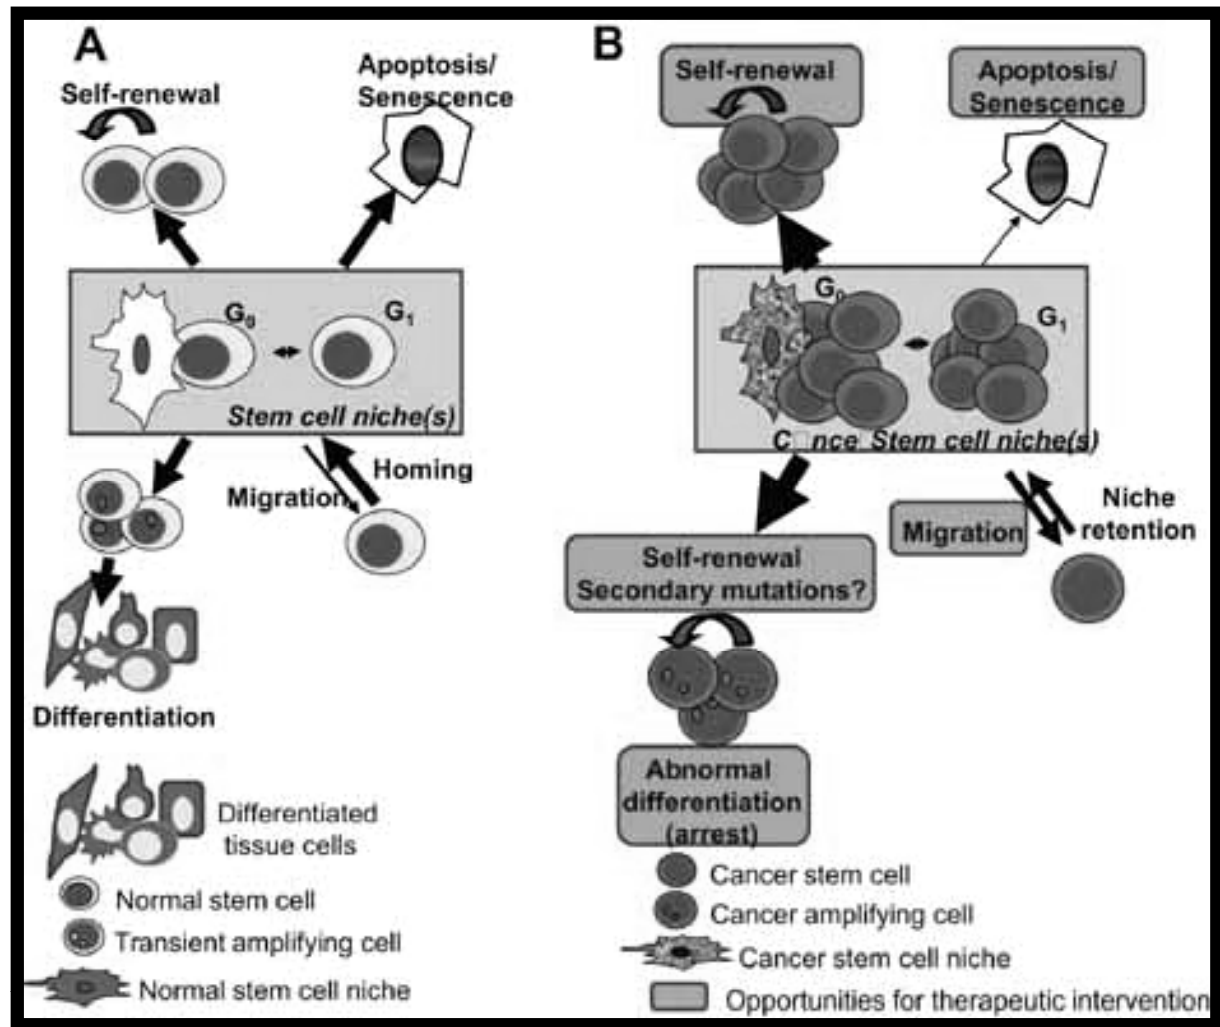 A
Self-renewal
Apoptosis/
Senescence
G0
G1
Stem cell niche(s)
Migration
Homing
Differentiation
Differentiated
tissue cells
Normal stem cell
Transient amplifying cell
Normal stem cell niche
B
Self-renewal
Apoptosis/
Senescence
G0
G1
C□nce□Stem cell niche(s)
Migration
Niche
retention
Self-renewal
Secondary mutations?
Abnormal
differentiation
(arrest)
Cancer stem cell
Cancer amplifying cell
Cancer stem cell niche
Opportunities for therapeutic intervention